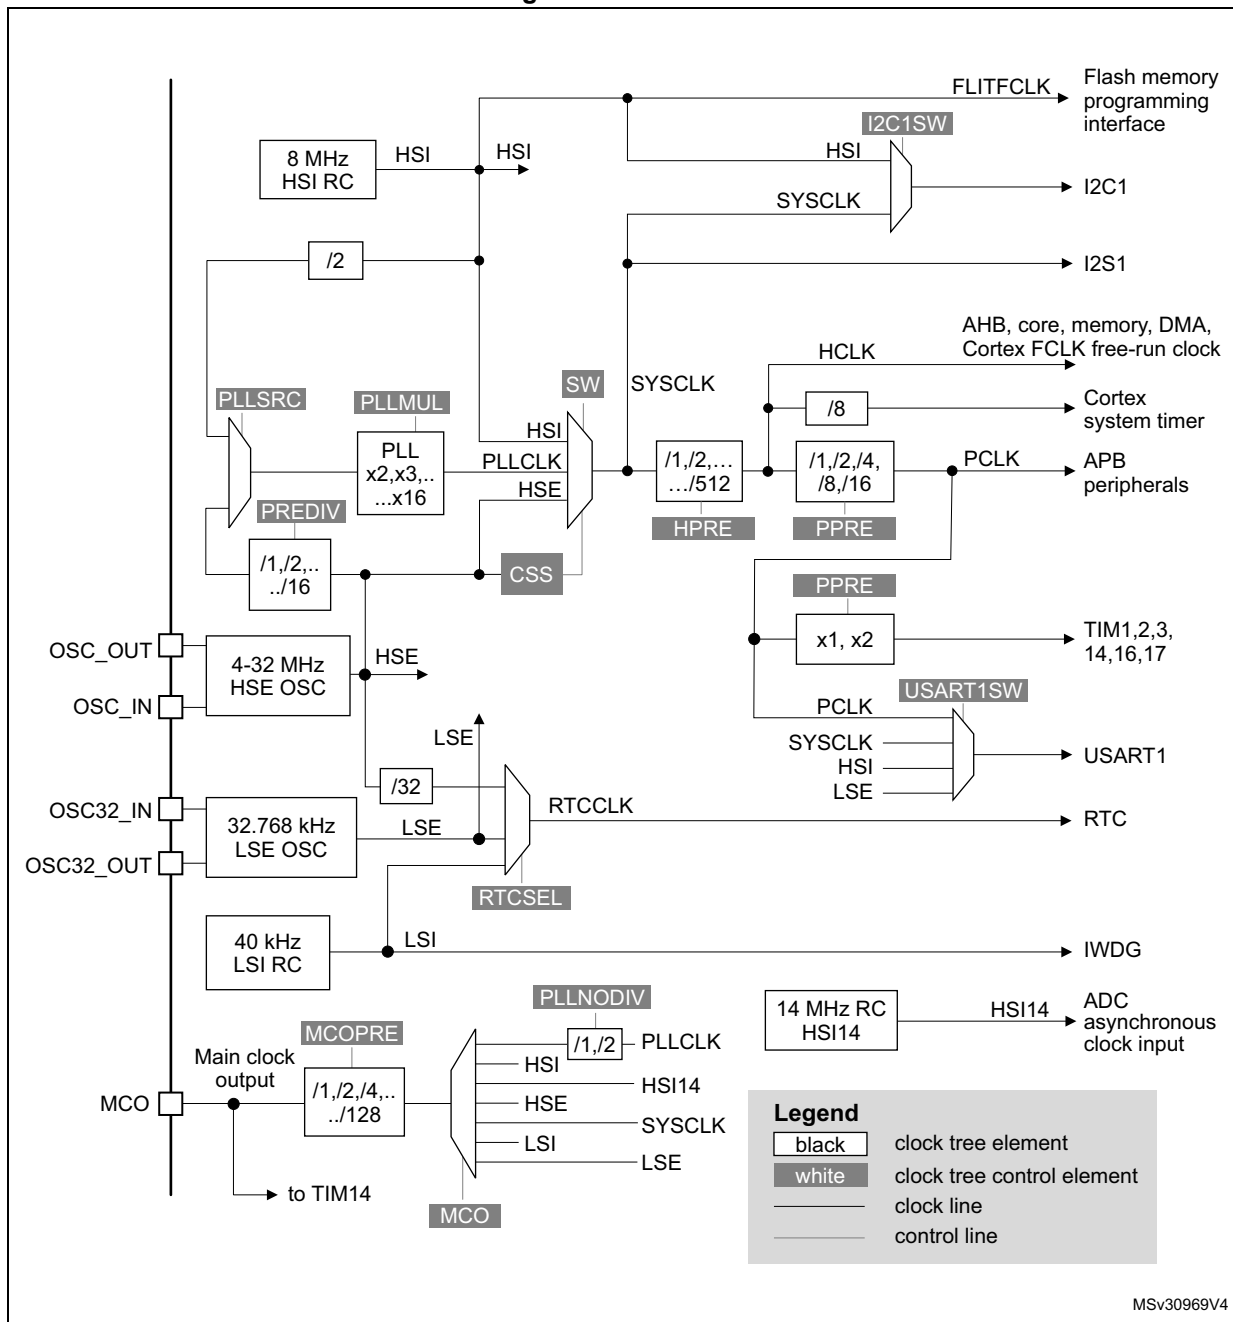 FLITFCLK
Flash memory
programming
interface
I2C1SW
8 MHz
HSI RC
HSI
HSI
HSI
SYSCLK
I2C1
/2
I2S1
AHB, core, memory, DMA,
Cortex FCLK free-run clock
HCLK
SW
SYSCLK
PLLSRC
PLLMUL
/8
Cortex
system timer
PLL
x2,x3,..
...x16
HSI
PLLCLK
HSE
/1,/2,…
…/512
/1,/2,/4,
/8,/16
PCLK
APB
peripherals
HPRE
PPRE
PREDIV
/1,/2,..
../16
CSS
PPRE
x1, x2
TIM1,2,3,
14,16,17
OSC_OUT
OSC_IN
4-32 MHz
HSE OSC
HSE
USART1SW
PCLK
SYSCLK
HSI
LSE
USART1
LSE
/32
RTCCLK
RTC
OSC32_IN
OSC32_OUT
32.768 kHz
LSE OSC
LSE
RTCSEL
40 kHz
LSI RC
LSI
IWDG
PLLNODIV
14 MHz RC
HSI14
HSI14
ADC
asynchronous
clock input
MCOPRE
Main clock
output
/1,/2
PLLCLK
HSI
HSI14
HSE
SYSCLK
LSI
LSE
MCO
/1,/2,/4,..
../128
to TIM14
MCO
Legend
black
clock tree element
white
clock tree control element
clock line
control line
MSv30969V4